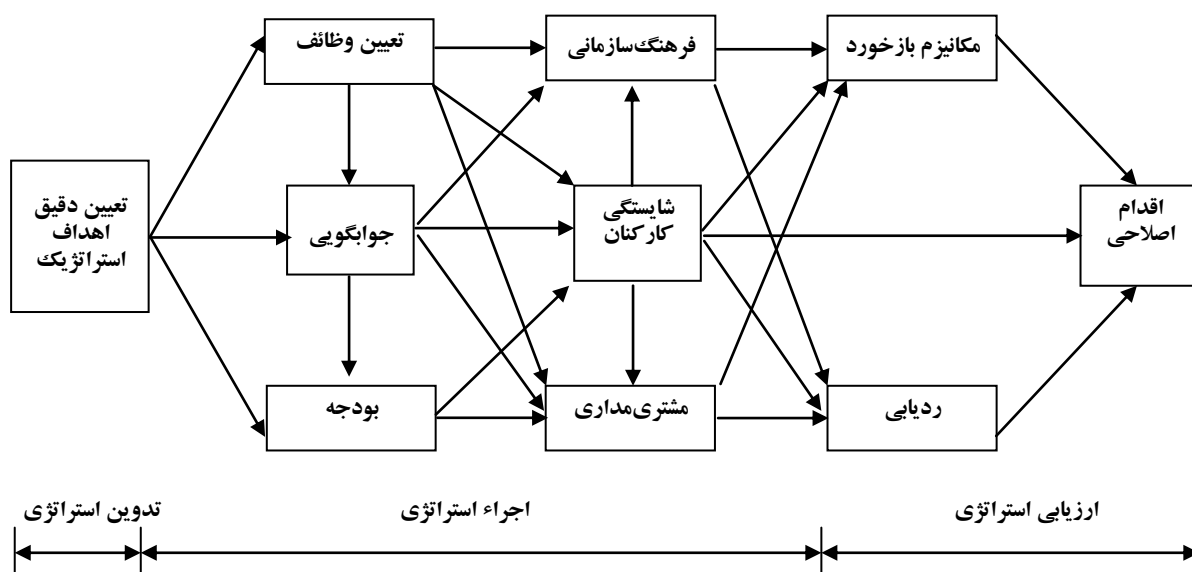 تعیین وظائف
فرهنگ‌سازمانی
مکانیزم بازخورد
تعیین دقیق
اهداف
استراتژیک
جوابگویی
شایستگی
کارکنان
اقدام
اصلاحی
بودجه
مشتری‌مداری
ردیابی
تدوین استراتژی
اجراء استراتژی
ارزیابی استراتژی